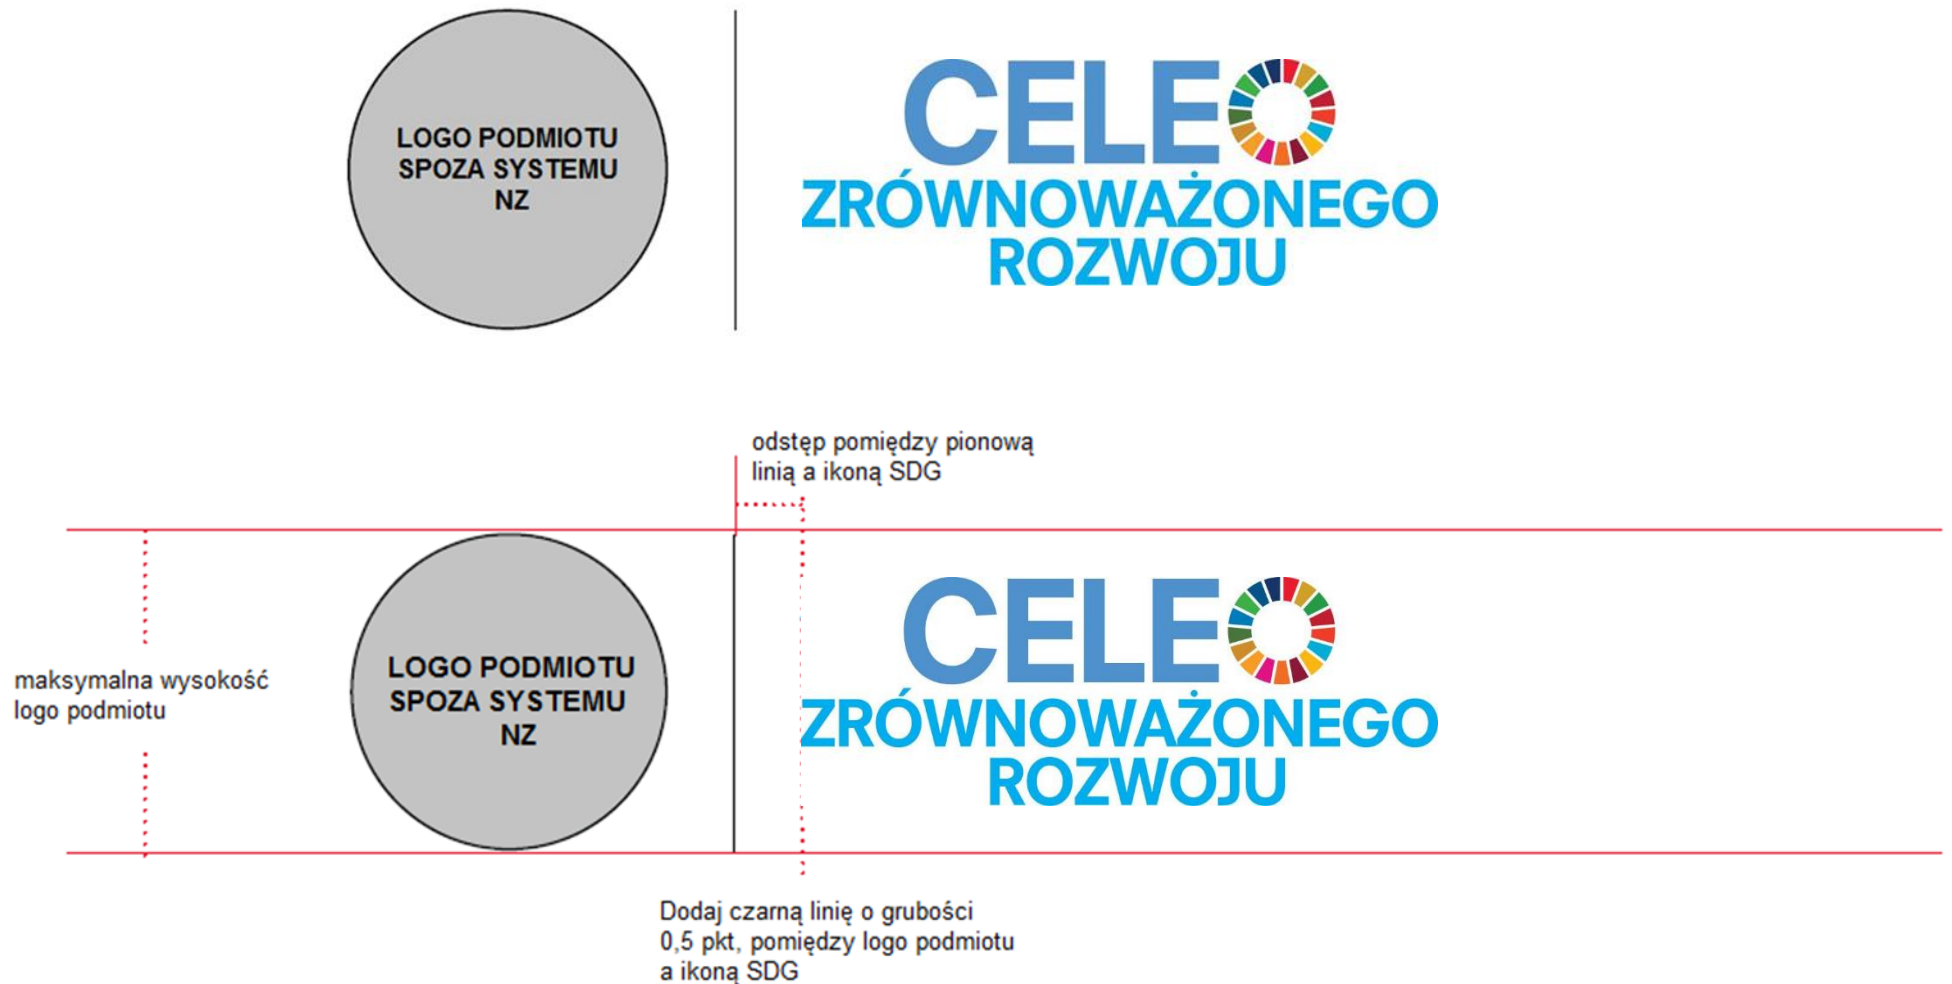 LOGO PODMIOTU
SPOZA SYSTEMU
NZ
CELE
ZRÓWNOWAŻONEGO
ROZWOJU
odstęp pomiędzy pionową
linią a ikoną SDG
maksymalna wysokość
logo podmiotu
LOGO PODMIOTU
SPOZA SYSTEMU
NZ
CELE
ZRÓWNOWAŻONEGO
ROZWOJU
Dodaj czarną linię o grubości
0,5 pkt, pomiędzy logo podmiotu
a ikoną SDG